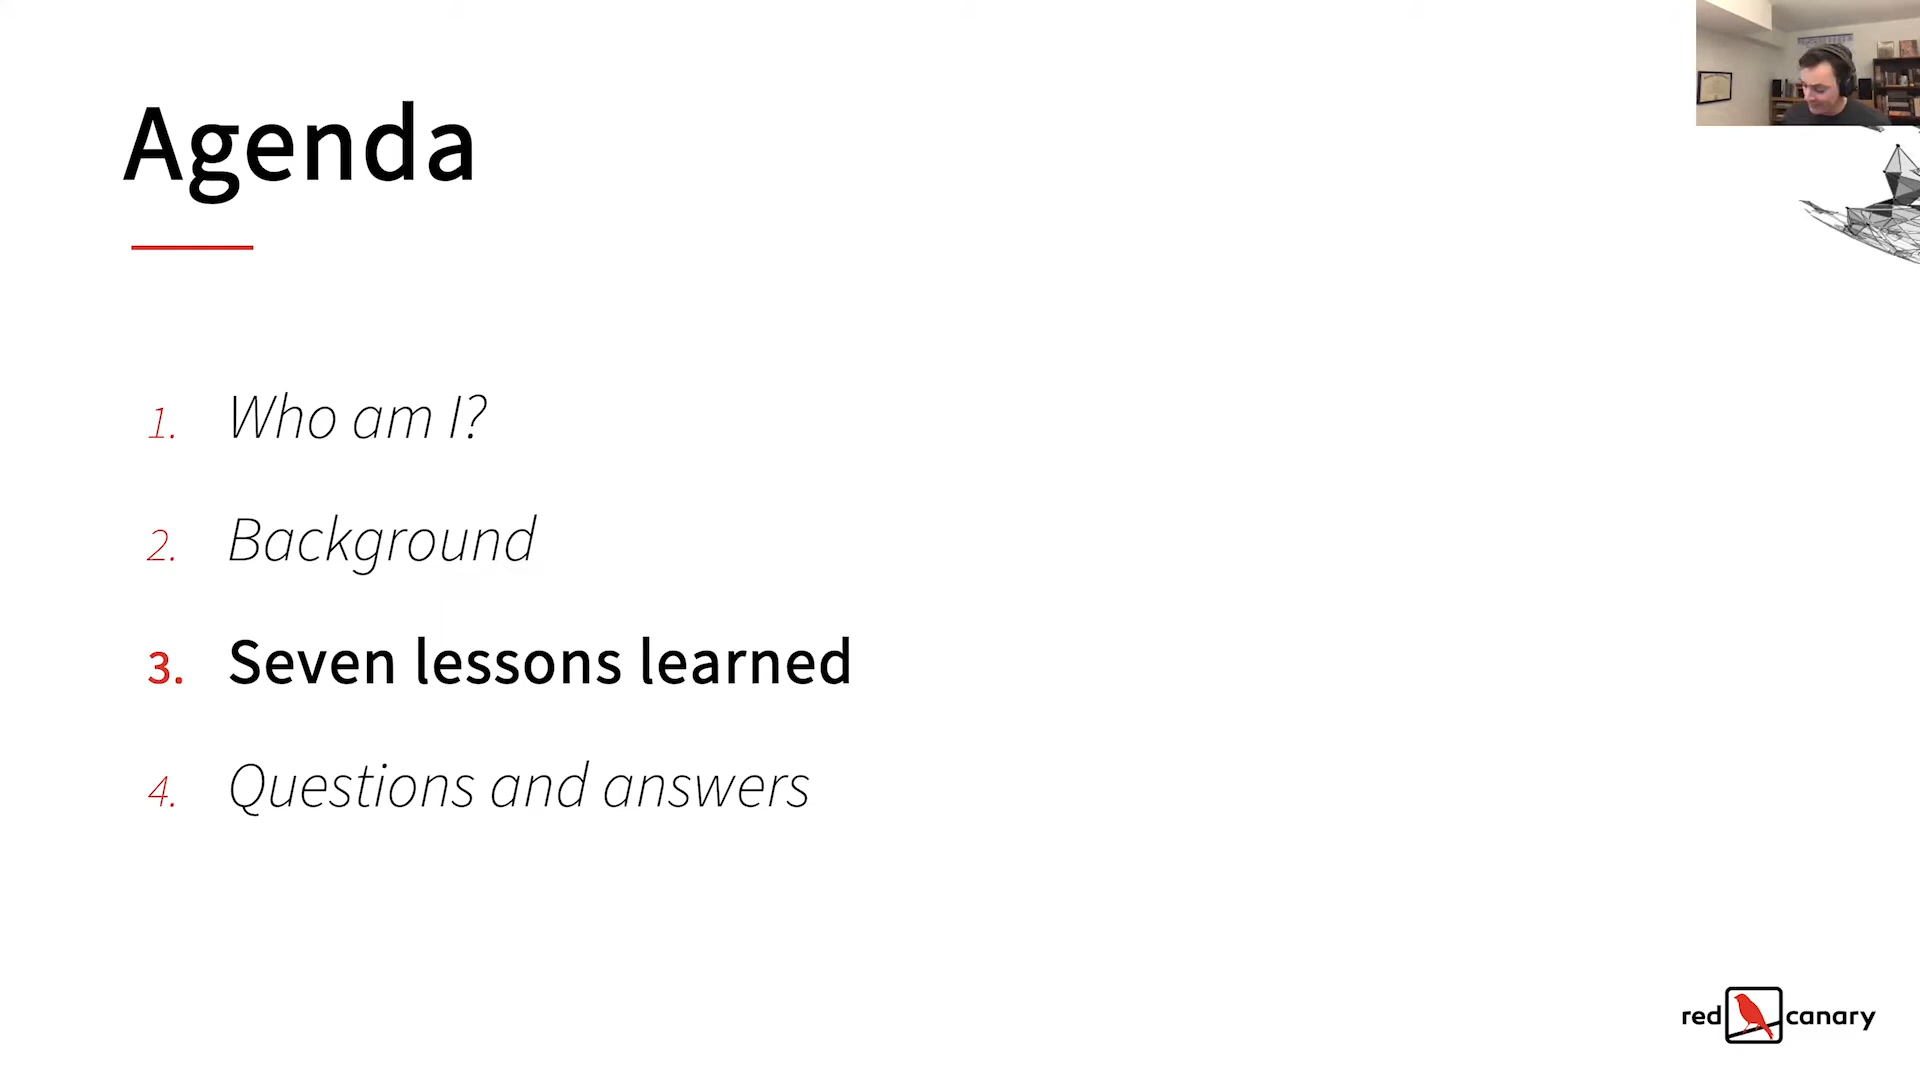 Agenda
1. Who am I?
2. Background
3. Seven lessons learned
4. Questions and answers
red canary